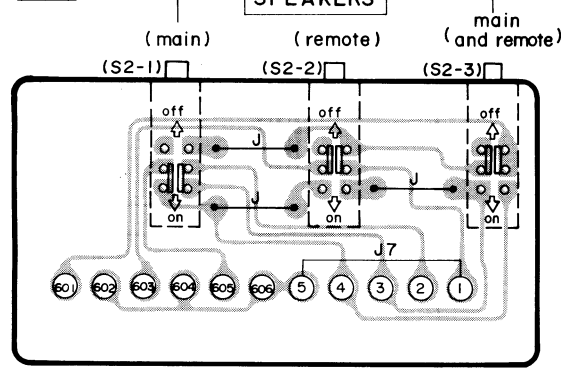 SPEAKERS
main
(main) (remote) (and remote)
(S2-1) (S2-2) (S2-3)
off off off
J
J J
on on on
J7
601 602 603 604 605 606 5 4 3 2 1